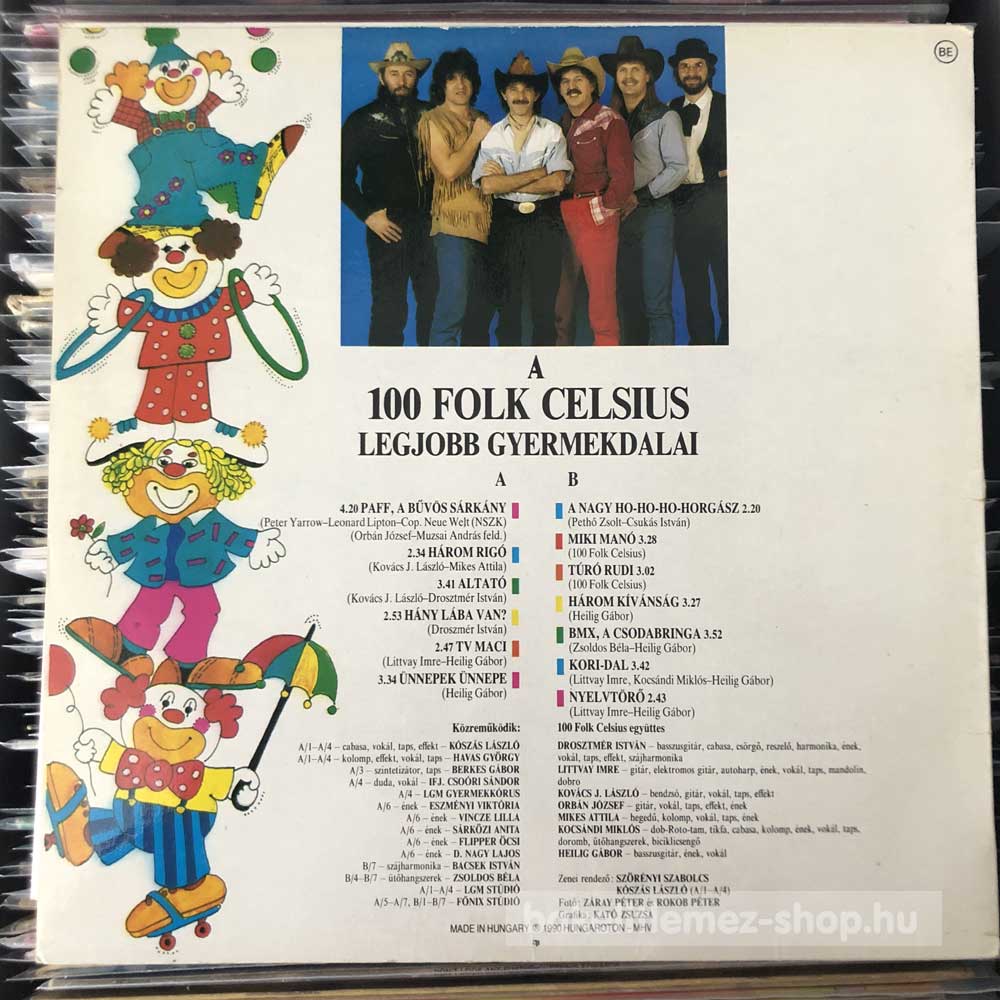 BE
A
100 FOLK CELSIUS
LEGJOBB GYERMEKDALAI
A
4.20 PAFF, A BŰVÖS SÁRKÁNY
(Peter Yarrow–Leonard Lipton–Cop. Neue Welt (NSZK)
(Orbán József–Muzsai András feld.)
2.34 HÁROM RIGÓ
(Kovács J. László–Mikes Attila)
3.41 ALTATÓ
(Kovács J. László–Drosztmér István)
2.53 HÁNY LÁBA VAN?
(Droszmér István)
2.47 TV MACI
(Littvay Imre–Heilig Gábor)
3.34 ÜNNEPEK ÜNNEPE
(Heilig Gábor)
B
A NAGY HO-HO-HO-HORGÁSZ 2.20
(Pethő Zsolt–Csukás István)
MIKI MANÓ 3.28
(100 Folk Celsius)
TÚRÓ RUDI 3.02
(100 Folk Celsius)
HÁROM KÍVÁNSÁG 3.27
(Heilig Gábor)
BMX, A CSODABRINGA 3.52
(Zsoldos Béla–Heilig Gábor)
KORI-DAL 3.42
(Littvay Imre, Kocsándi Miklós–Heilig Gábor)
NYELVTÖRŐ 2.43
(Littvay Imre–Heilig Gábor)
Közreműködik:
A/1–A/4 – cabasa, vokál, taps, effekt – KÓSZÁS LÁSZLÓ
A/1–A/4 – kolomp, effekt, vokál, taps – HAVAS GYÖRGY
A/3 – szintetizátor, taps – BERKES GÁBOR
A/4 – duda, vokál – IFJ. CSOÓRI SÁNDOR
A/4 – LGM GYERMEKKÓRUS
A/6 – ének – ESZMÉNYI VIKTÓRIA
A/6 – ének – VINCZE LILLA
A/6 – ének – SÁRKÖZI ANITA
A/6 – ének – FLIPPER ÖCSI
A/6 – ének – D. NAGY LAJOS
B/7 – szájharmonika – BACSEK ISTVÁN
B/4–B/7 – ütőhangszerek – ZSOLDOS BÉLA
A/1–A/4 – LGM STÚDIÓ
A/5–A/7, B/1–B/7 – FŐNIX STÚDIÓ
100 Folk Celsius együttes
DROSZTMÉR ISTVÁN – basszusgitár, cabasa, csörgő, reszelő, harmonika, ének,
vokál, taps, effekt, szájharmonika
LITTVAY IMRE – gitár, elektromos gitár, autoharp, ének, vokál, taps, mandolin,
dobro
KOVÁCS J. LÁSZLÓ – bendzsó, gitár, vokál, taps, effekt
ORBÁN JÓZSEF – gitár, vokál, taps, effekt, ének
MIKES ATTILA – hegedű, kolomp, vokál, taps, ének
KOCSÁNDI MIKLÓS – dob-Roto-tam, tikfa, cabasa, kolomp, ének, vokál, taps,
doromb, ütőhangszerek, biciklicsengő
HEILIG GÁBOR – basszusgitár, ének, vokál
Zenei rendező: SZÖRÉNYI SZABOLCS
KÓSZÁS LÁSZLÓ (A/1–A/4)
Fotó: ZÁRAY PÉTER & ROKOB PÉTER
Grafika: KATÓ ZSUZSA
MADE IN HUNGARY ℗ 1990 HUNGAROTON – MHV